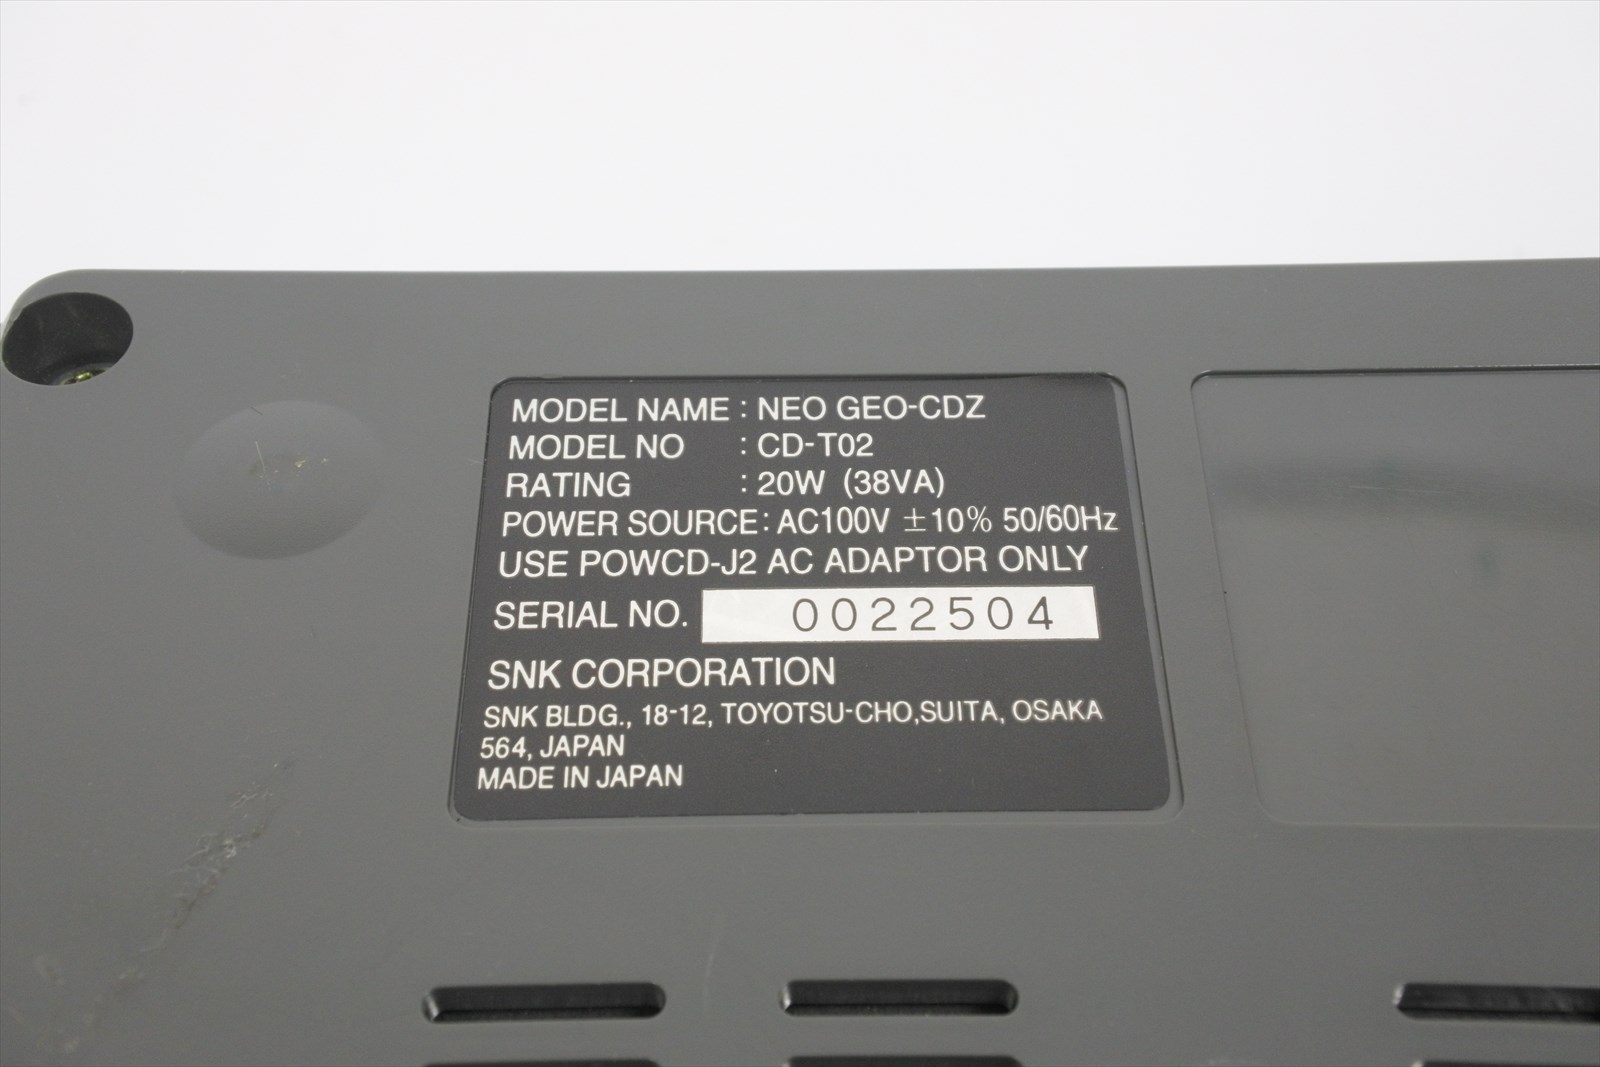 MODEL NAME : NEO GEO-CDZ
MODEL NO : CD-T02
RATING : 20W (38VA)
POWER SOURCE : AC100V ±10% 50/60Hz
USE POWCD-J2 AC ADAPTOR ONLY
SERIAL NO. 0022504
SNK CORPORATION
SNK BLDG., 18-12, TOYOTSU-CHO,SUITA, OSAKA
564, JAPAN
MADE IN JAPAN